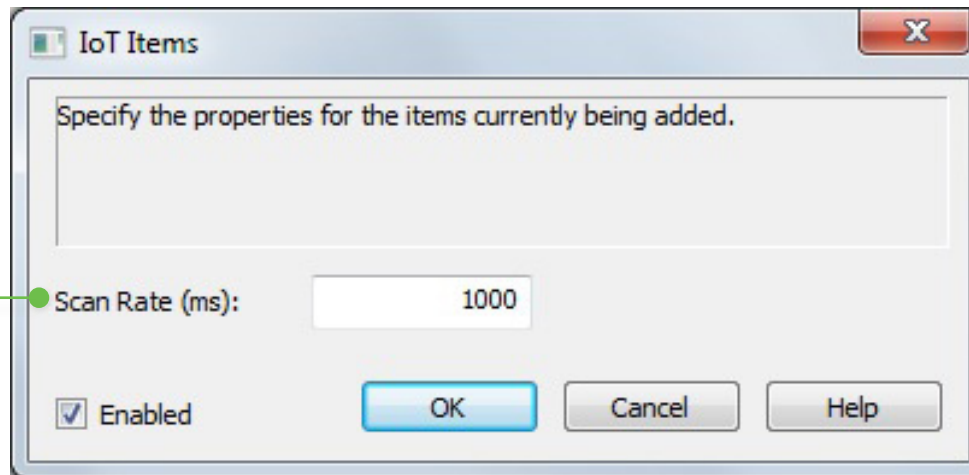 IoT Items
Specify the properties for the items currently being added.
Scan Rate (ms): 1000
Enabled OK Cancel Help